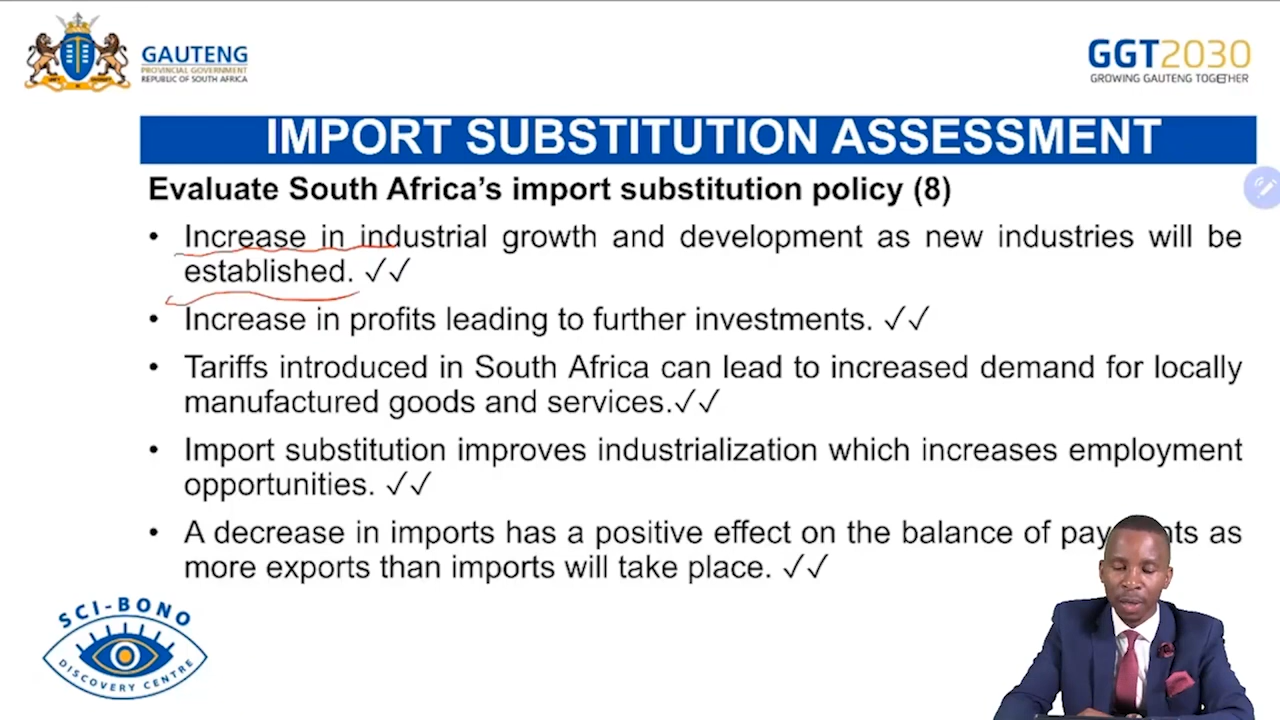 GAUTENG
PROVINCIAL GOVERNMENT
REPUBLIC OF SOUTH AFRICA
GGT2030
GROWING GAUTENG TOGETHER
IMPORT SUBSTITUTION ASSESSMENT
Evaluate South Africa's import substitution policy (8)
• Increase in industrial growth and development as new industries will be
established. ✓✓
• Increase in profits leading to further investments. ✓✓
• Tariffs introduced in South Africa can lead to increased demand for locally
manufactured goods and services.✓✓
• Import substitution improves industrialization which increases employment
opportunities. ✓✓
• A decrease in imports has a positive effect on the balance of payments as
more exports than imports will take place. ✓✓
SCI-BONO
DISCOVERY CENTRE